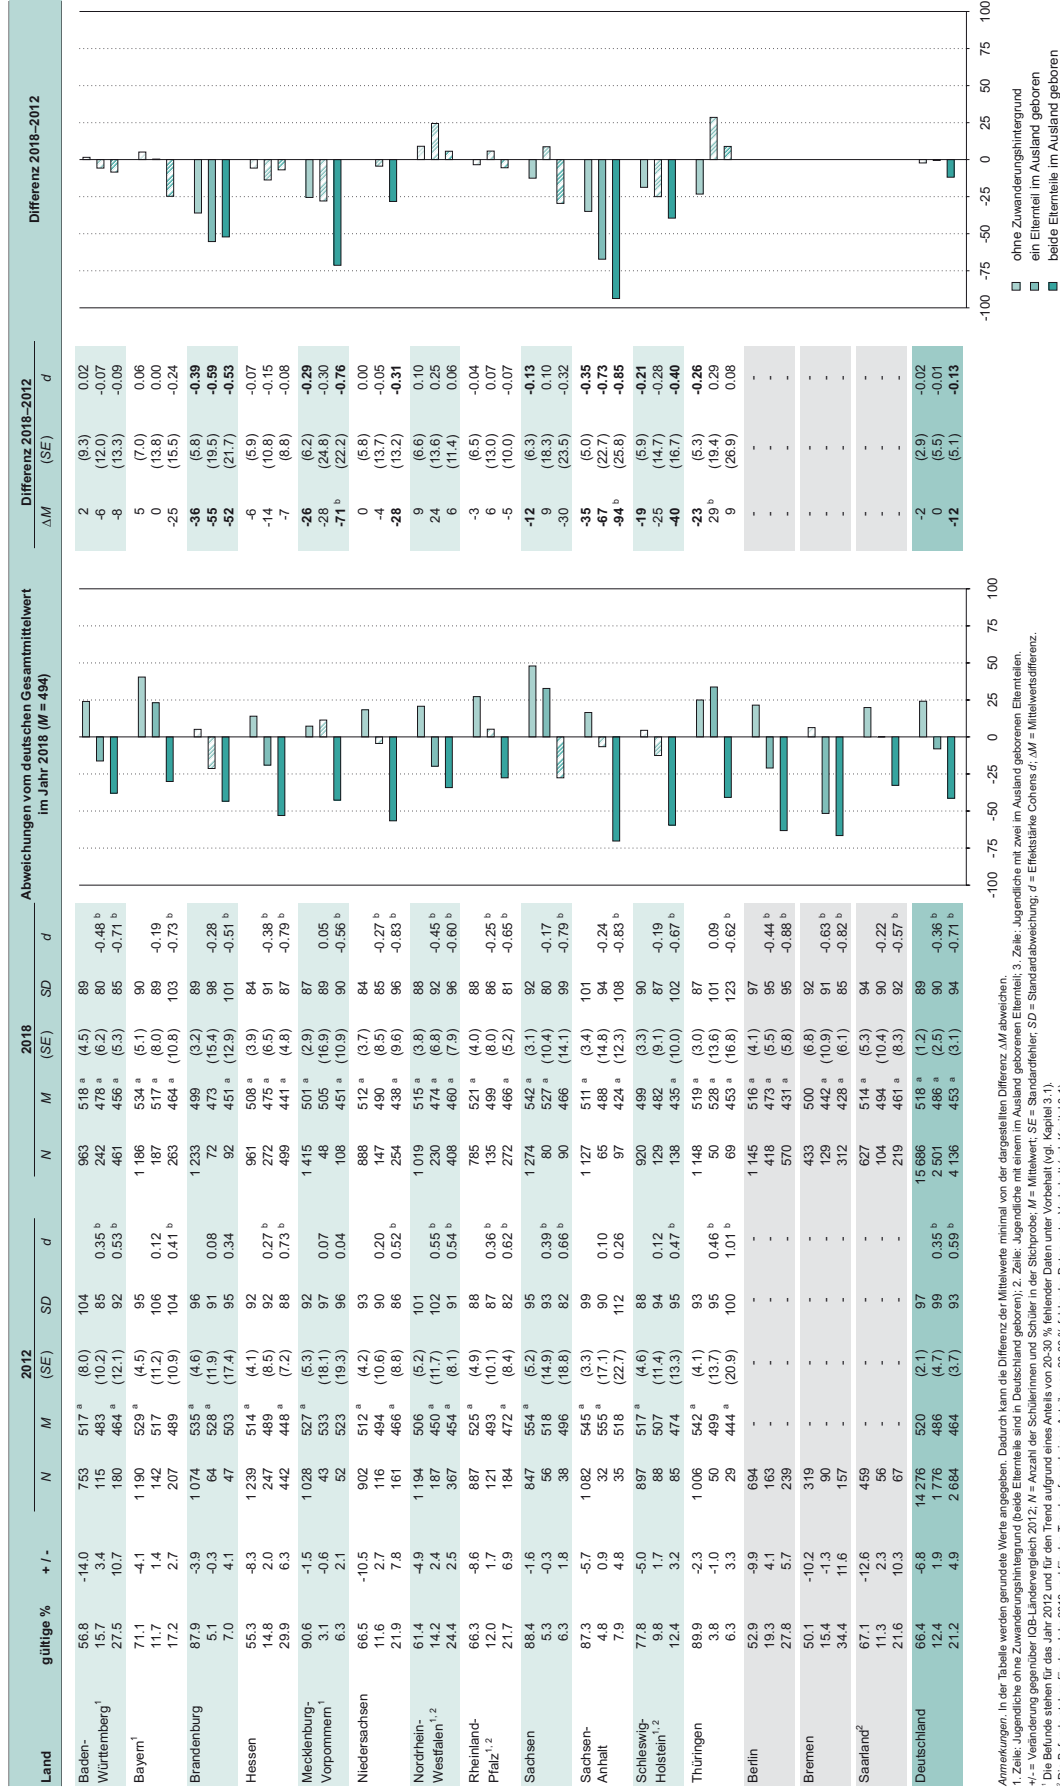 Land gültige % + / - 2012 2018 Abweichungen vom deutschen Gesamtmittelwert im Jahr 2018 (M = 494) Differenz 2018–2012 Differenz 2018–2012
N M (SE) SD d N M (SE) SD d ΔM (SE) d
Baden- 56.8 -14.0 753 517 a (8.0) 104 963 518 a (4.5) 89 2 (9.3) 0.02
Württemberg1 15.7 3.4 115 483 (10.2) 85 0.35 b 242 478 a (6.2) 80 -0.48 b -6 (12.0) -0.07
27.5 10.7 180 464 a (12.1) 92 0.53 b 461 456 a (5.3) 85 -0.71 b -8 (13.3) -0.09
Bayern1 71.1 -4.1 1 190 529 a (4.5) 95 1 186 534 a (5.1) 90 5 (7.0) 0.06
11.7 1.4 142 517 (11.2) 106 0.12 187 517 a (8.0) 89 -0.19 0 (13.8) 0.00
17.2 2.7 207 489 (10.9) 104 0.41 b 263 464 a (10.8) 103 -0.73 b -25 (15.5) -0.24
Brandenburg 87.9 -3.9 1 074 535 a (4.6) 96 1 233 499 (3.2) 89 -36 (5.8) -0.39
5.1 -0.3 64 528 a (11.9) 91 0.08 72 473 (15.4) 98 -0.28 -55 (19.5) -0.59
7.0 4.1 47 503 (17.4) 95 0.34 92 451 a (12.9) 101 -0.51 b -52 (21.7) -0.53
Hessen 55.3 -8.3 1 239 514 a (4.1) 92 961 508 a (3.9) 84 -6 (5.9) -0.07
14.8 2.0 247 489 (8.5) 92 0.27 b 272 475 a (6.5) 91 -0.38 b -14 (10.8) -0.15
29.9 6.3 442 448 a (7.2) 88 0.73 b 499 441 a (4.8) 87 -0.79 b -7 (8.8) -0.08
Mecklenburg- 90.6 -1.5 1 028 527 a (5.3) 92 1 415 501 a (2.9) 87 -26 (6.2) -0.29
Vorpommern1 3.1 -0.6 43 533 (18.1) 97 0.07 48 505 (16.9) 89 0.05 -28 (24.8) -0.30
6.3 2.1 52 523 (19.3) 96 0.04 108 451 a (10.9) 90 -0.56 b -71 b (22.2) -0.76
Niedersachsen 66.5 -10.5 902 512 a (4.2) 93 888 512 a (3.7) 84 0 (5.8) 0.00
11.6 2.7 116 494 (10.6) 90 0.20 147 490 (8.5) 85 -0.27 b -4 (13.7) -0.05
21.9 7.8 161 466 a (8.8) 86 0.52 b 254 438 a (9.6) 96 -0.83 b -28 (13.2) -0.31
Nordrhein- 61.4 -4.9 1 194 506 (5.2) 101 1 019 515 a (3.8) 88 9 (6.6) 0.10
Westfalen1, 2 14.2 2.4 187 450 a (11.7) 102 0.55 b 230 474 a (6.8) 92 -0.45 b 24 (13.6) 0.25
24.4 2.5 367 454 a (8.1) 91 0.54 b 408 460 a (7.9) 96 -0.60 b 6 (11.4) 0.06
Rheinland- 66.3 -8.6 887 525 a (4.9) 88 785 521 a (4.0) 88 -3 (6.5) -0.04
Pfalz1, 2 12.0 1.7 121 493 (10.1) 87 0.36 b 135 499 (8.0) 86 -0.25 b 6 (13.0) 0.07
21.7 6.9 184 472 a (8.4) 82 0.62 b 272 466 a (5.2) 81 -0.65 b -5 (10.0) -0.07
Sachsen 88.4 -1.6 847 554 a (5.2) 95 1 274 542 a (3.1) 92 -12 (6.3) -0.13
5.3 -0.3 56 518 (14.9) 93 0.39 b 80 527 a (10.4) 80 -0.17 9 (18.3) 0.10
6.3 1.8 38 496 (18.8) 82 0.66 b 90 466 (14.1) 99 -0.79 b -30 (23.5) -0.32
Sachsen- 87.3 -5.7 1 082 545 a (3.3) 99 1 127 511 a (3.4) 101 -35 (5.0) -0.35
Anhalt 4.8 0.9 32 555 a (17.1) 90 0.10 65 488 (14.8) 94 -0.24 -67 (22.7) -0.73
7.9 4.8 35 518 (22.7) 112 0.26 97 424 a (12.3) 108 -0.83 b -94 b (25.8) -0.85
Schleswig- 77.8 -5.0 897 517 a (4.6) 88 920 499 (3.3) 90 -19 (5.9) -0.21
Holstein1, 2 9.8 1.7 88 507 (11.4) 94 0.12 129 482 (9.1) 87 -0.19 -25 (14.7) -0.28
12.4 3.2 85 474 (13.3) 95 0.47 b 138 435 a (10.0) 102 -0.67 b -40 (16.7) -0.40
Thüringen 89.9 -2.3 1 006 542 a (4.1) 93 1 148 519 a (3.0) 87 -23 (5.3) -0.26
3.8 -1.0 50 499 (13.7) 95 0.46 b 50 528 a (13.6) 101 0.09 29 b (19.4) 0.29
6.3 3.3 29 444 a (20.9) 100 1.01 b 69 453 a (16.8) 123 -0.62 b 9 (26.9) 0.08
Berlin 52.9 -9.9 694 - - - 1 145 516 a (4.1) 97 - - -
19.3 4.1 163 - - - - 418 473 a (5.5) 95 -0.44 b - - -
27.8 5.7 239 - - - - 570 431 a (5.8) 95 -0.88 b - - -
Bremen 50.1 -10.2 319 - - - 433 500 (6.8) 92 - - -
15.4 -1.3 90 - - - - 129 442 a (10.9) 91 -0.63 b - - -
34.4 11.6 157 - - - - 312 428 a (6.1) 85 -0.82 b - - -
Saarland2 67.1 -12.6 459 - - - 627 514 a (5.3) 94 - - -
11.3 2.3 56 - - - - 104 494 (10.4) 90 -0.22 - - -
21.6 10.3 67 - - - - 219 461 a (8.3) 92 -0.57 b - - -
Deutschland 66.4 -6.8 14 276 520 (2.1) 97 15 686 518 a (1.2) 89 -2 (2.9) -0.02
12.4 1.9 1 776 486 (4.7) 99 0.35 b 2 501 486 a (2.5) 90 -0.36 b 0 (5.5) -0.01
21.2 4.9 2 684 464 (3.7) 93 0.59 b 4 136 453 a (3.1) 94 -0.71 b -12 (5.1) -0.13
-100 -75 -50 -25 0 25 50 75 100
-100 -75 -50 -25 0 25 50 75 100
ohne Zuwanderungshintergrund
ein Elternteil im Ausland geboren
beide Elternteile im Ausland geboren
Anmerkungen. In der Tabelle werden gerundete Werte angegeben. Dadurch kann die Differenz der Mittelwerte minimal von der dargestellten Differenz ΔM abweichen.
1. Zeile: Jugendliche ohne Zuwanderungshintergrund (beide Elternteile sind in Deutschland geboren); 2. Zeile: Jugendliche mit einem im Ausland geborenen Elternteil; 3. Zeile: Jugendliche mit zwei im Ausland geborenen Elternteilen.
+/- = Veränderung gegenüber IQB-Ländervergleich 2012; N = Anzahl der Schülerinnen und Schüler in der Stichprobe; M = Mittelwert; SE = Standardfehler; SD = Standardabweichung; d = Effektstärke Cohens d; ΔM = Mittelwertsdifferenz.
1 Die Befunde stehen für das Jahr 2012 und für den Trend aufgrund eines Anteils von 20-30 % fehlender Daten unter Vorbehalt (vgl. Kapitel 3.1).